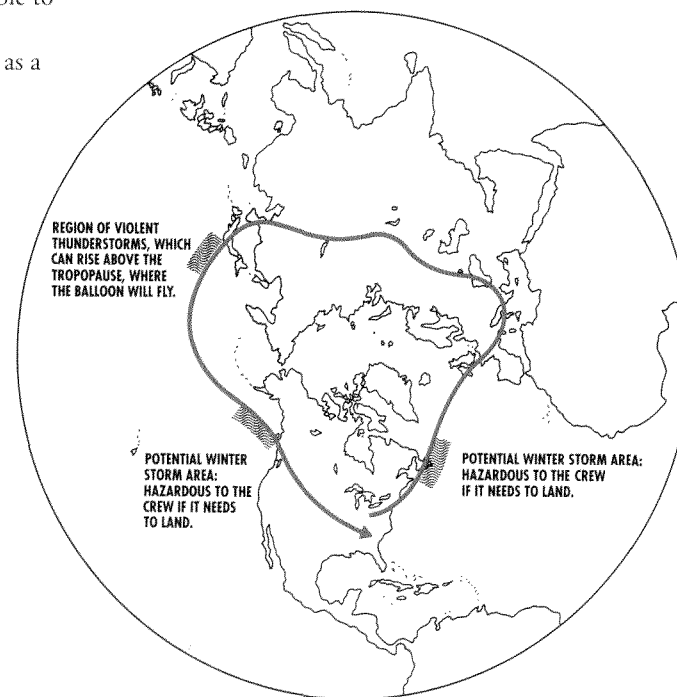 as a
REGION OF VIOLENT
THUNDERSTORMS, WHICH
CAN RISE ABOVE THE
TROPOPAUSE, WHERE
THE BALLOON WILL FLY.
POTENTIAL WINTER
STORM AREA:
HAZARDOUS TO THE
CREW IF IT NEEDS
TO LAND.
POTENTIAL WINTER STORM AREA:
HAZARDOUS TO THE CREW
IF IT NEEDS TO LAND.